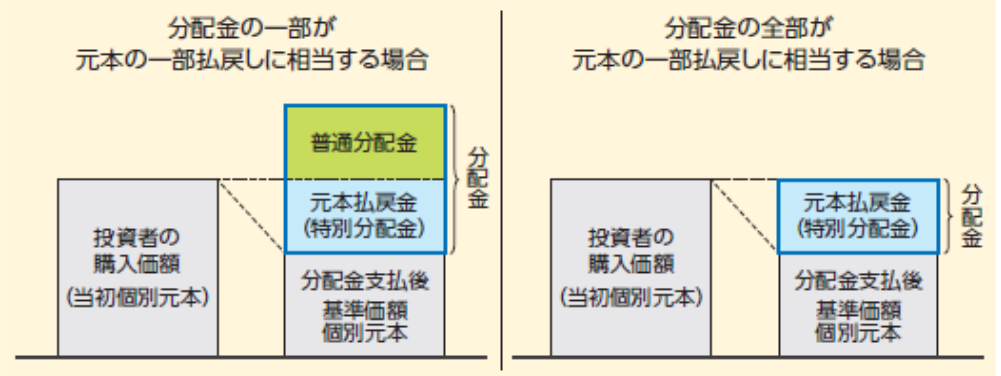 分配金の一部が
元本の一部払戻しに相当する場合
普通分配金
元本払戻金
(特別分配金)
分配金
投資者の
購入価額
(当初個別元本)
分配金支払後
基準価額
個別元本
分配金の全部が
元本の一部払戻しに相当する場合
元本払戻金
(特別分配金)
分配金
投資者の
購入価額
(当初個別元本)
分配金支払後
基準価額
個別元本